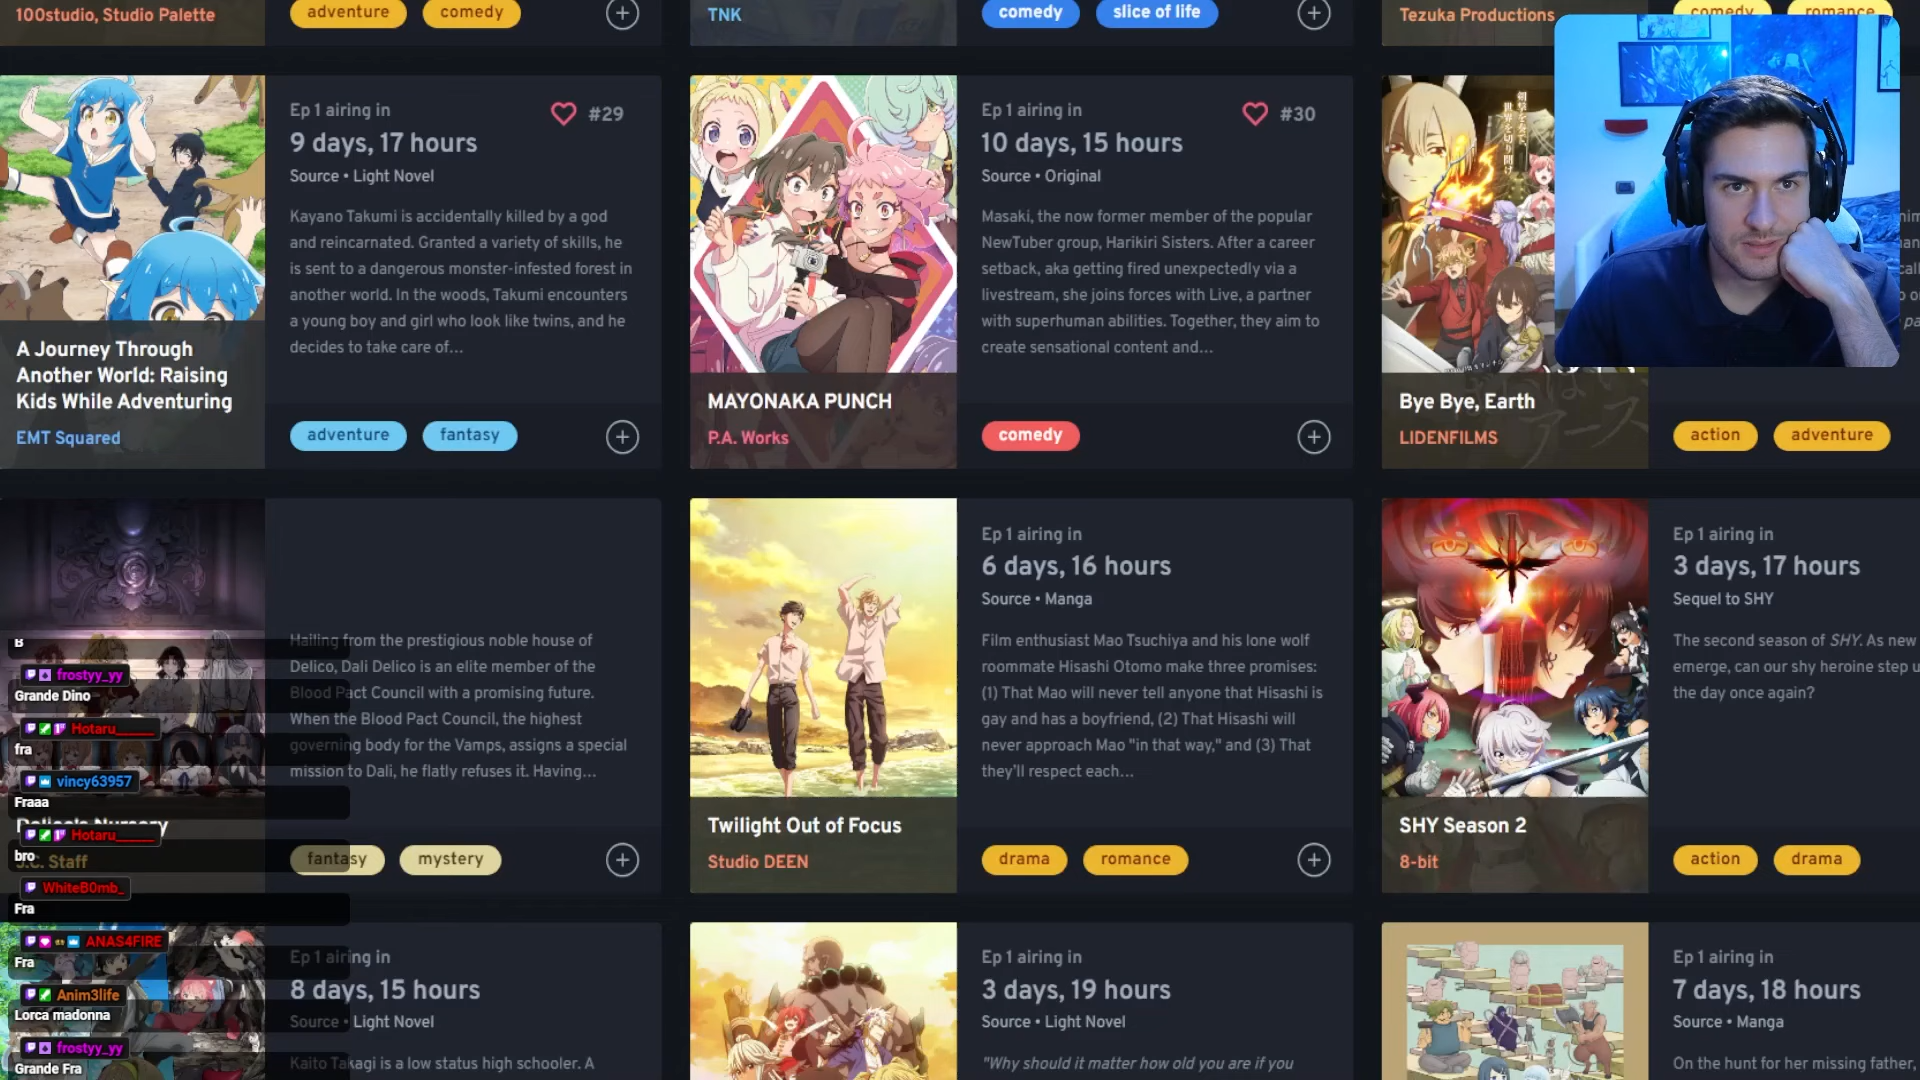 100studio, Studio Palette
adventure
comedy
TNK
comedy
slice of life
Tezuka Productions
comedy
romance
Ep 1 airing in
#29
9 days, 17 hours
Source • Light Novel
Kayano Takumi is accidentally killed by a god
and reincarnated. Granted a variety of skills, he
is sent to a dangerous monster-infested forest in
another world. In the woods, Takumi encounters
a young boy and girl who look like twins, and he
decides to take care of...
A Journey Through
Another World: Raising
Kids While Adventuring
EMT Squared
adventure
fantasy
Ep 1 airing in
#30
10 days, 15 hours
Source • Original
Masaki, the now former member of the popular
NewTuber group, Harikiri Sisters. After a career
setback, aka getting fired unexpectedly via a
livestream, she joins forces with Live, a partner
with superhuman abilities. Together, they aim to
create sensational content and...
MAYONAKA PUNCH
P.A. Works
comedy
Bye Bye, Earth
LIDENFILMS
action
adventure
Hailing from the prestigious noble house of
Delico, Dali Delico is an elite member of the
Blood Pact Council with a promising future.
When the Blood Pact Council, the highest
governing body for the Vamps, assigns a special
mission to Dali, he flatly refuses it. Having...
J.C. Staff
fantasy
mystery
Ep 1 airing in
6 days, 16 hours
Source • Manga
Film enthusiast Mao Tsuchiya and his lone wolf
roommate Hisashi Otomo make three promises:
(1) That Mao will never tell anyone that Hisashi is
gay and has a boyfriend, (2) That Hisashi will
never approach Mao "in that way," and (3) That
they'll respect each...
Twilight Out of Focus
Studio DEEN
drama
romance
Ep 1 airing in
3 days, 17 hours
Sequel to SHY
The second season of SHY. As new
emerge, can our shy heroine step u
the day once again?
SHY Season 2
8-bit
action
drama
B
frostyy_yy
Grande Dino
Hotaru______
fra
vincy63957
Fraaa
Hotaru______
bro
WhiteB0mb_
Fra
ANAS4FIRE
Fra
Anim3life
Lorca madonna
frostyy_yy
Grande Fra
Ep 1 airing in
8 days, 15 hours
Source • Light Novel
Kaito Takagi is a low status high schooler. A
Ep 1 airing in
3 days, 19 hours
Source • Light Novel
"Why should it matter how old you are if you
Ep 1 airing in
7 days, 18 hours
Source • Manga
On the hunt for her missing father,